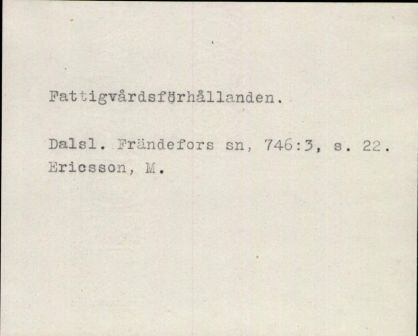 Fattigvårdsförhållanden.
Dalsl. Frändefors sn, 746:3, s. 22.
Ericsson, M.